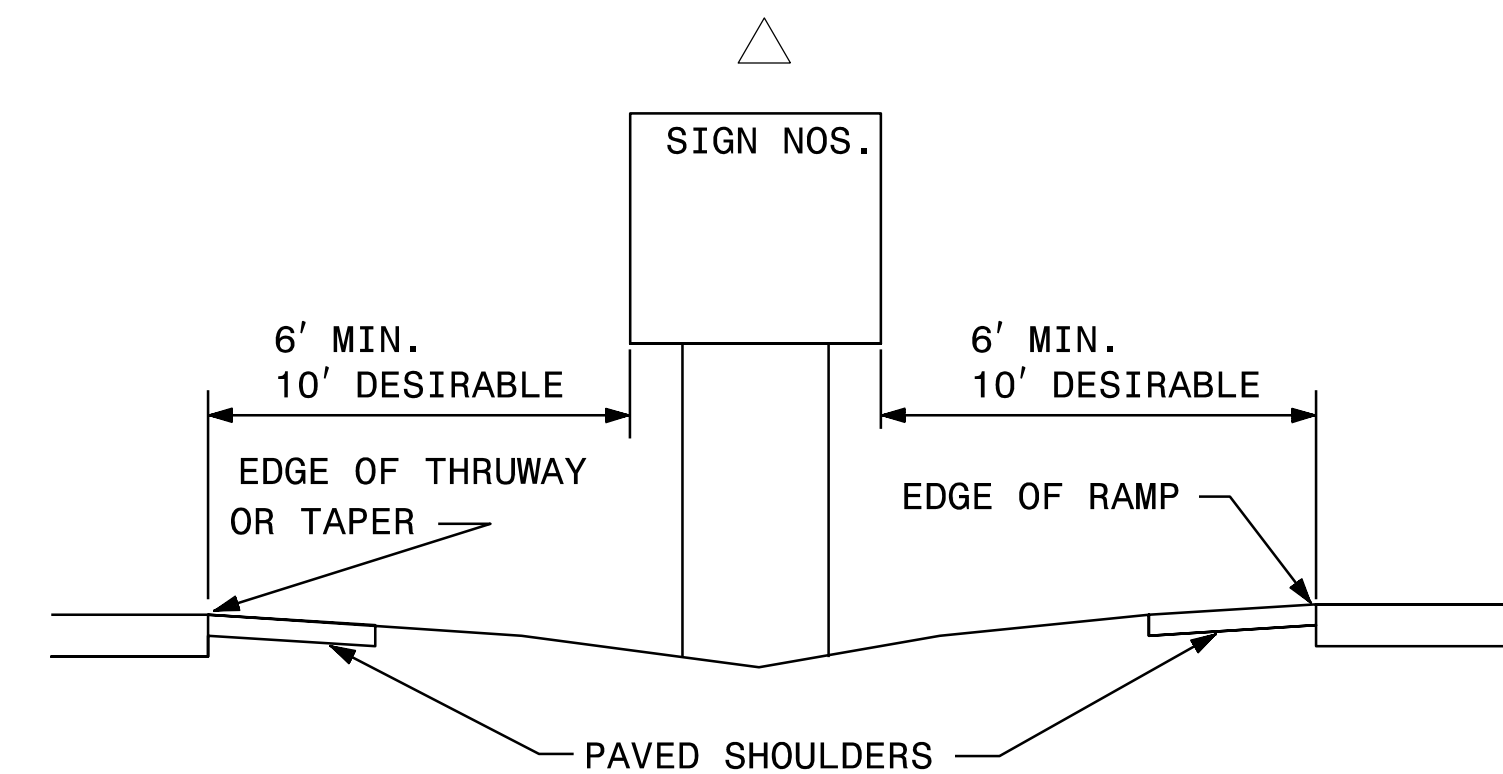 SIGN NOS.
6' MIN.
10' DESIRABLE
6' MIN.
10' DESIRABLE
EDGE OF THRUWAY
OR TAPER
EDGE OF RAMP
PAVED SHOULDERS